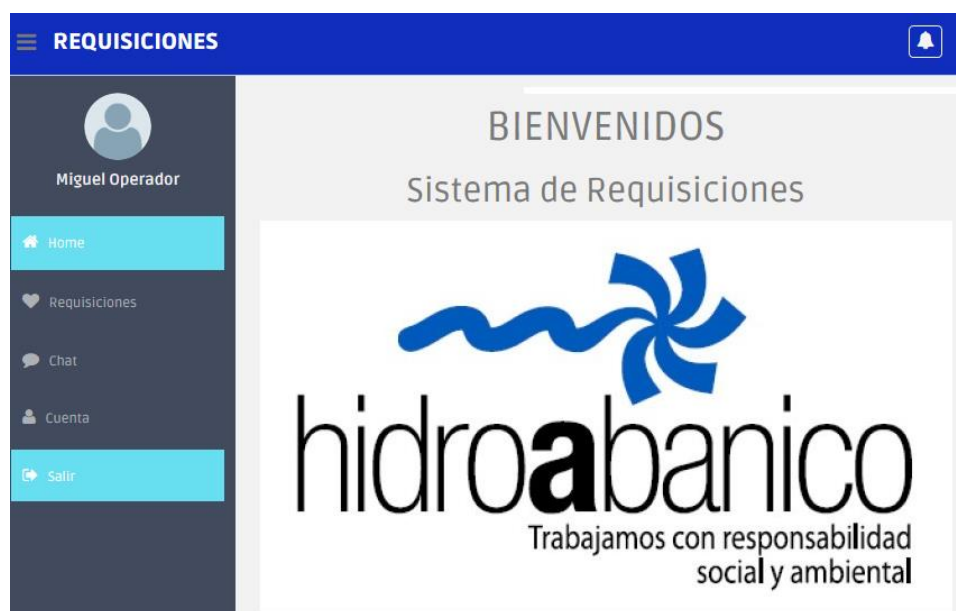 REQUISICIONES
Miguel Operador
Home
Requisiciones
Chat
Cuenta
Salir
BIENVENIDOS
Sistema de Requisiciones
hidroabanico
Trabajamos con responsabilidad
social y ambiental